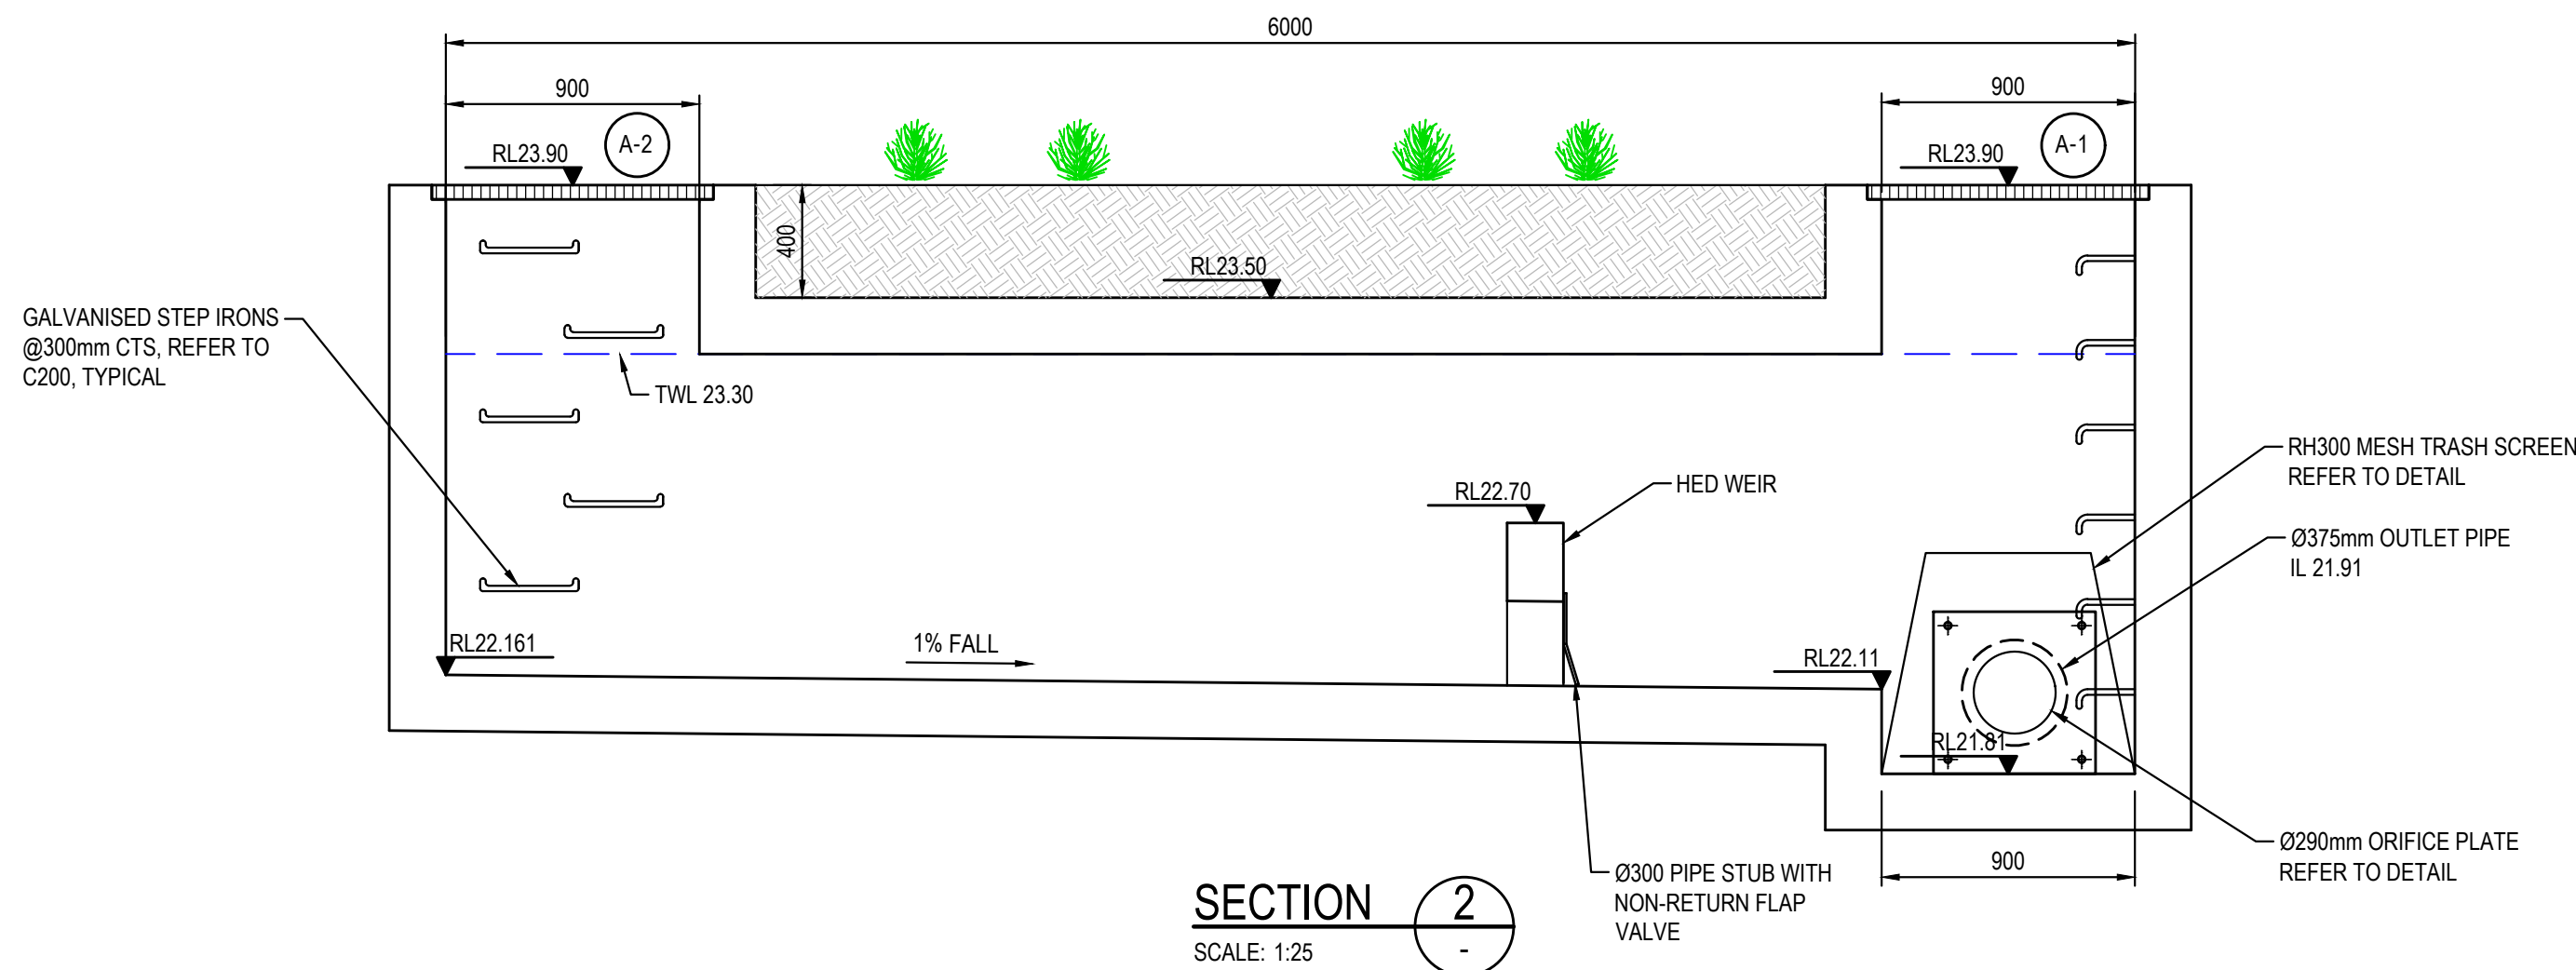 6000
900
900
A-2
A-1
RL23.90
RL23.90
400
RL23.50
GALVANISED STEP IRONS
@300mm CTS, REFER TO
C200, TYPICAL
TWL 23.30
RH300 MESH TRASH SCREEN
REFER TO DETAIL
RL22.70
HED WEIR
Ø375mm OUTLET PIPE
IL 21.91
RL22.161
1% FALL
RL22.11
RL21.81
Ø290mm ORIFICE PLATE
REFER TO DETAIL
900
Ø300 PIPE STUB WITH
NON-RETURN FLAP
VALVE
SECTION 2
SCALE: 1:25 -